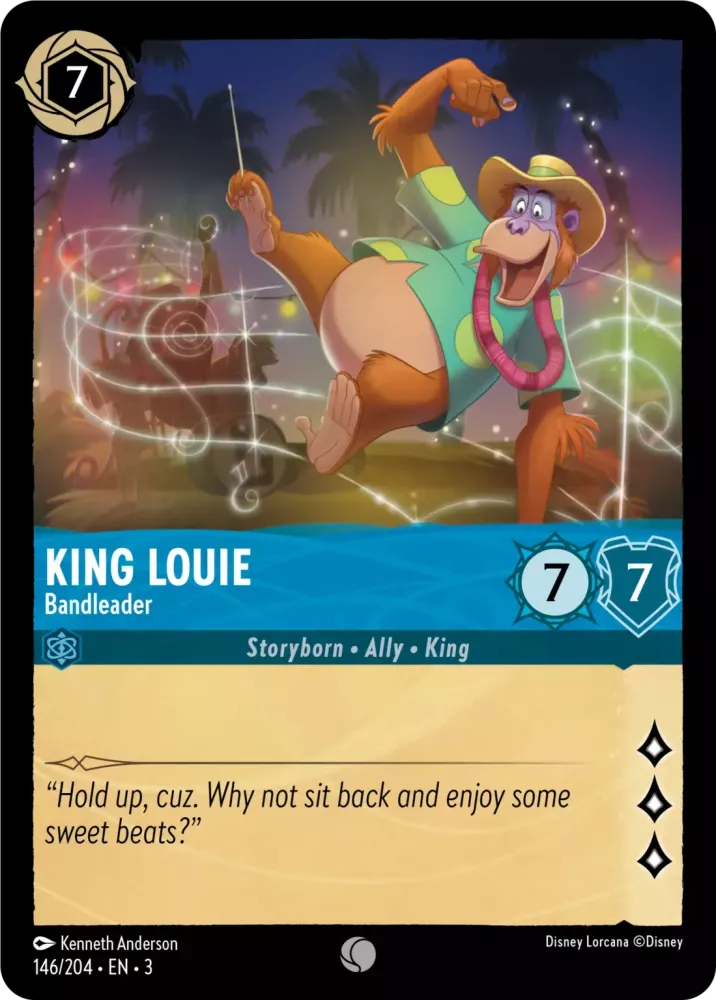 7
KING LOUIE
Bandleader
7
7
Storyborn • Ally • King
“Hold up, cuz. Why not sit back and enjoy some
sweet beats?”
Kenneth Anderson
146/204 • EN • 3
Disney Lorcana ©Disney